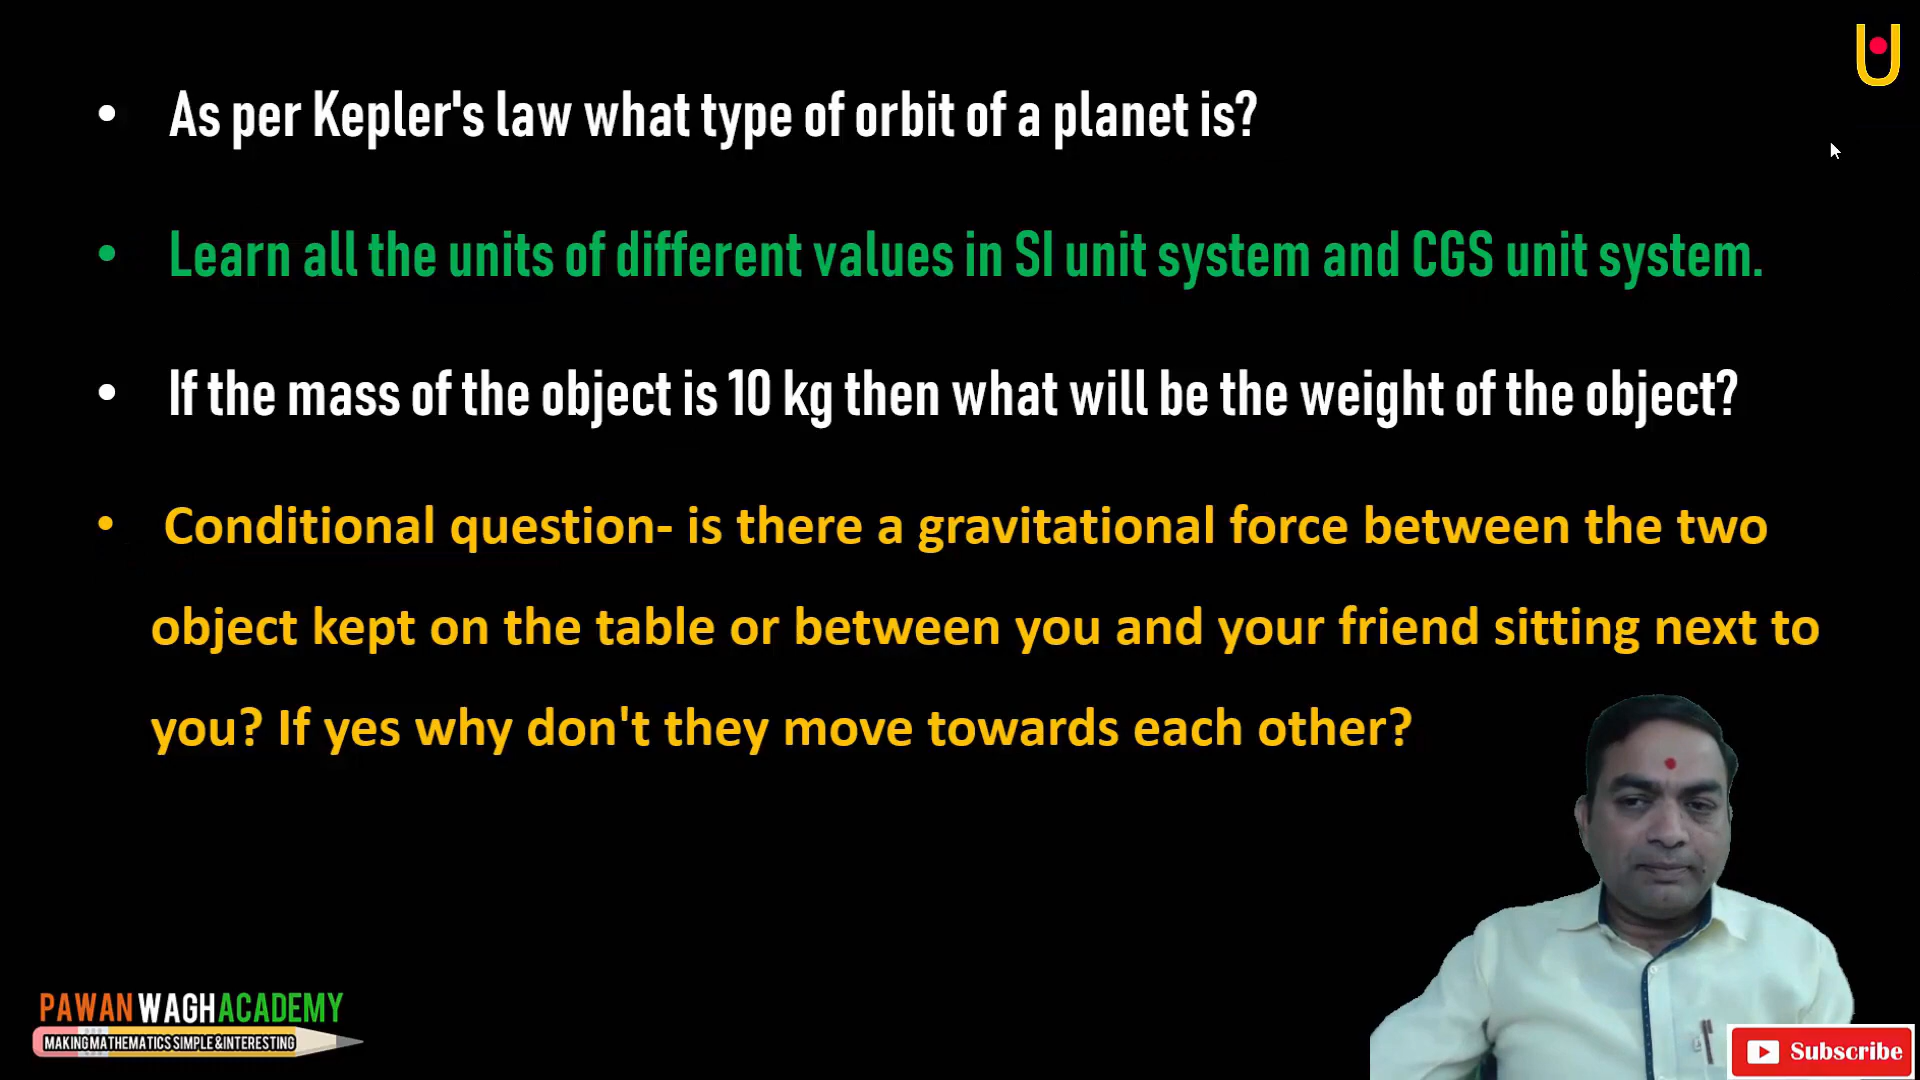 • As per Kepler's law what type of orbit of a planet is?
• Learn all the units of different values in SI unit system and CGS unit system.
• If the mass of the object is 10 kg then what will be the weight of the object?
• Conditional question- is there a gravitational force between the two
object kept on the table or between you and your friend sitting next to
you? If yes why don't they move towards each other?
PAWAN WAGH ACADEMY
MAKING MATHEMATICS SIMPLE & INTERESTING
Subscribe